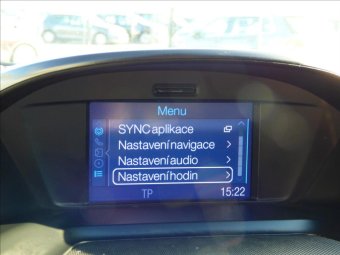 Menu
SYNC aplikace
Nastavení navigace
Nastavení audio
Nastavení hodin
TP 15:22